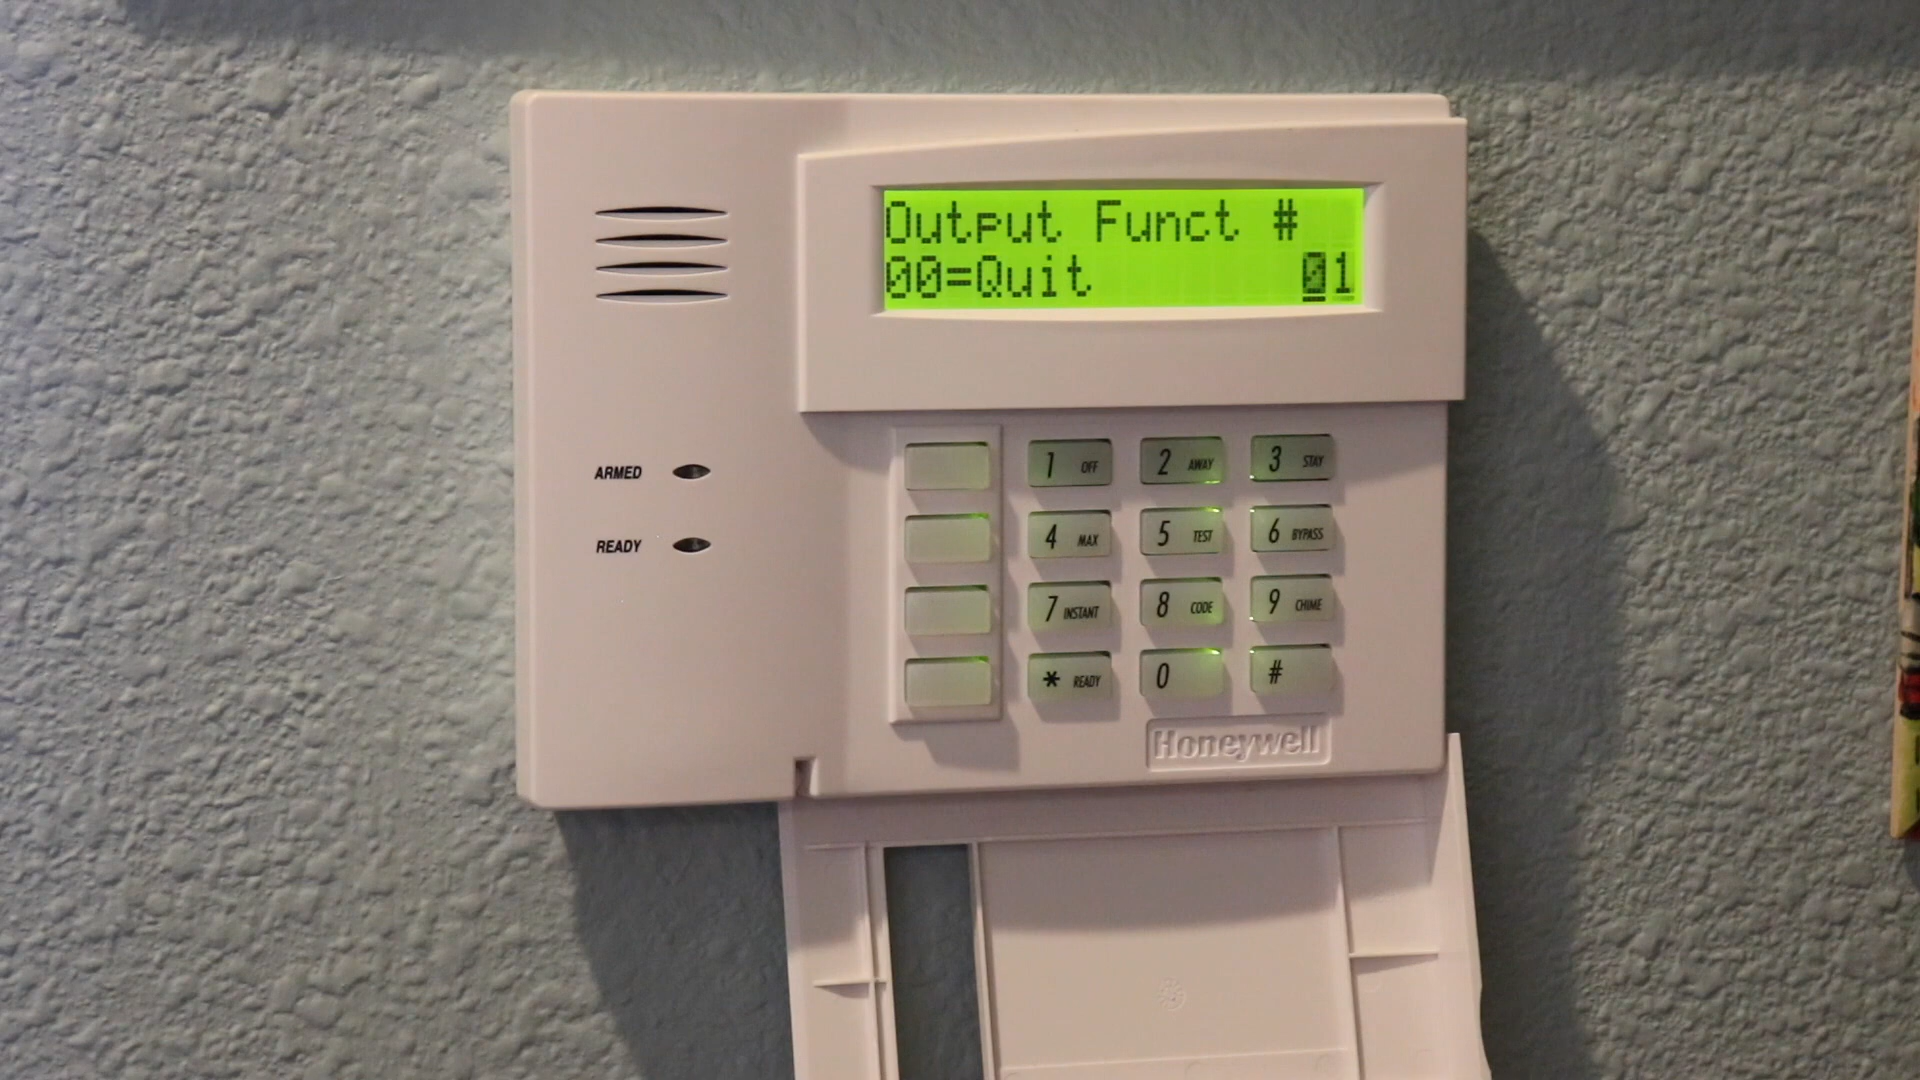 Output Funct #
00=Quit 01
ARMED
READY
1 OFF
2 AWAY
3 STAY
4 MAX
5 TEST
6 BYPASS
7 INSTANT
8 CODE
9 CHIME
* READY
0
#
Honeywell